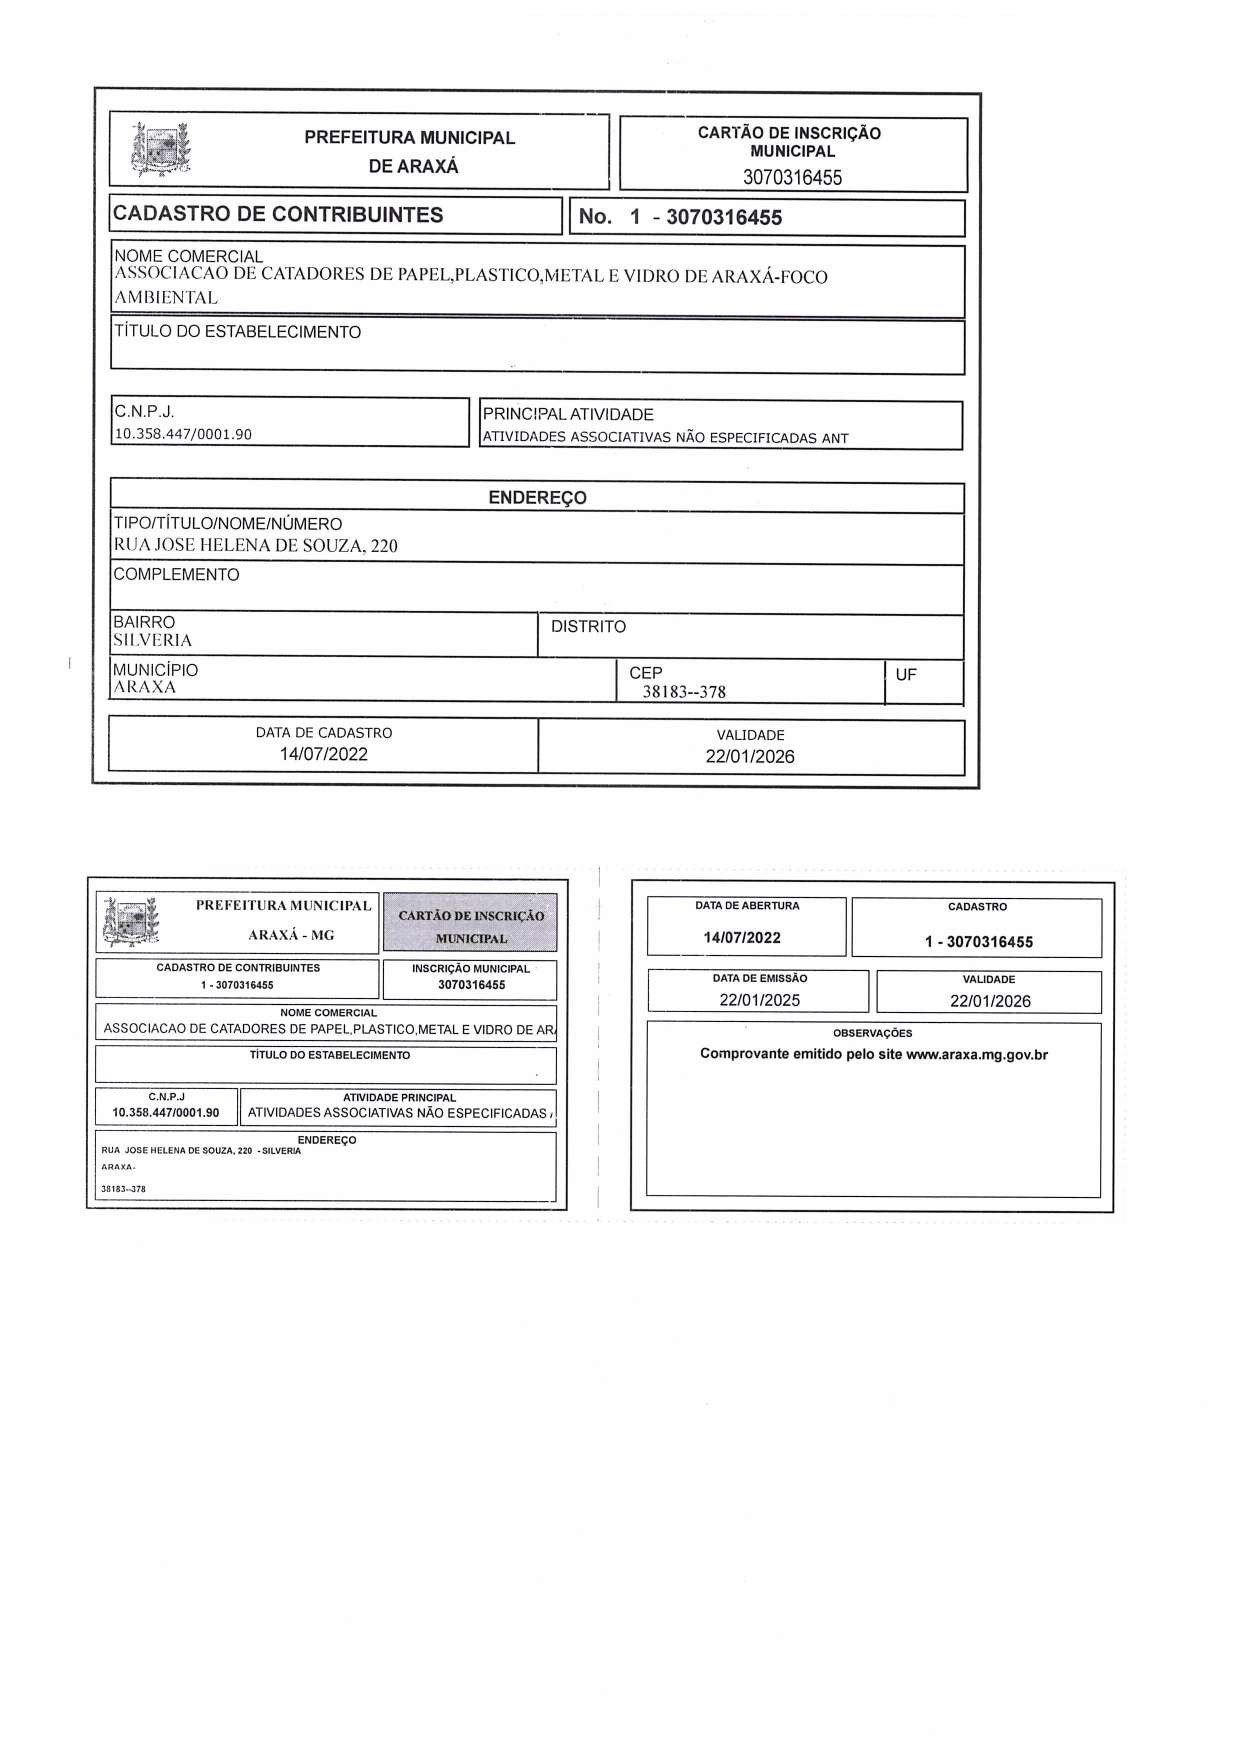 PREFEITURA MUNICIPAL
DE ARAXÁ
CARTÃO DE INSCRIÇÃO
MUNICIPAL
3070316455
CADASTRO DE CONTRIBUINTES
No. 1 - 3070316455
NOME COMERCIAL
ASSOCIACAO DE CATADORES DE PAPEL,PLASTICO,METAL E VIDRO DE ARAXÁ-FOCO
AMBIENTAL
TÍTULO DO ESTABELECIMENTO
C.N.P.J.
10.358.447/0001.90
PRINCIPAL ATIVIDADE
ATIVIDADES ASSOCIATIVAS NÃO ESPECIFICADAS ANT
ENDEREÇO
TIPO/TÍTULO/NOME/NÚMERO
RUA JOSE HELENA DE SOUZA, 220
COMPLEMENTO
BAIRRO
SILVERIA
DISTRITO
MUNICÍPIO
ARAXA
CEP
38183--378
UF
DATA DE CADASTRO
14/07/2022
VALIDADE
22/01/2026
PREFEITURA MUNICIPAL
ARAXÁ - MG
CARTÃO DE INSCRIÇÃO
MUNICIPAL
CADASTRO DE CONTRIBUINTES
1 - 3070316455
INSCRIÇÃO MUNICIPAL
3070316455
NOME COMERCIAL
ASSOCIACAO DE CATADORES DE PAPEL,PLASTICO,METAL E VIDRO DE ARA
TÍTULO DO ESTABELECIMENTO
C.N.P.J
10.358.447/0001.90
ATIVIDADE PRINCIPAL
ATIVIDADES ASSOCIATIVAS NÃO ESPECIFICADAS
ENDEREÇO
RUA JOSE HELENA DE SOUZA, 220 - SILVERIA
ARAXA-
38183--378
DATA DE ABERTURA
14/07/2022
CADASTRO
1 - 3070316455
DATA DE EMISSÃO
22/01/2025
VALIDADE
22/01/2026
OBSERVAÇÕES
Comprovante emitido pelo site www.araxa.mg.gov.br